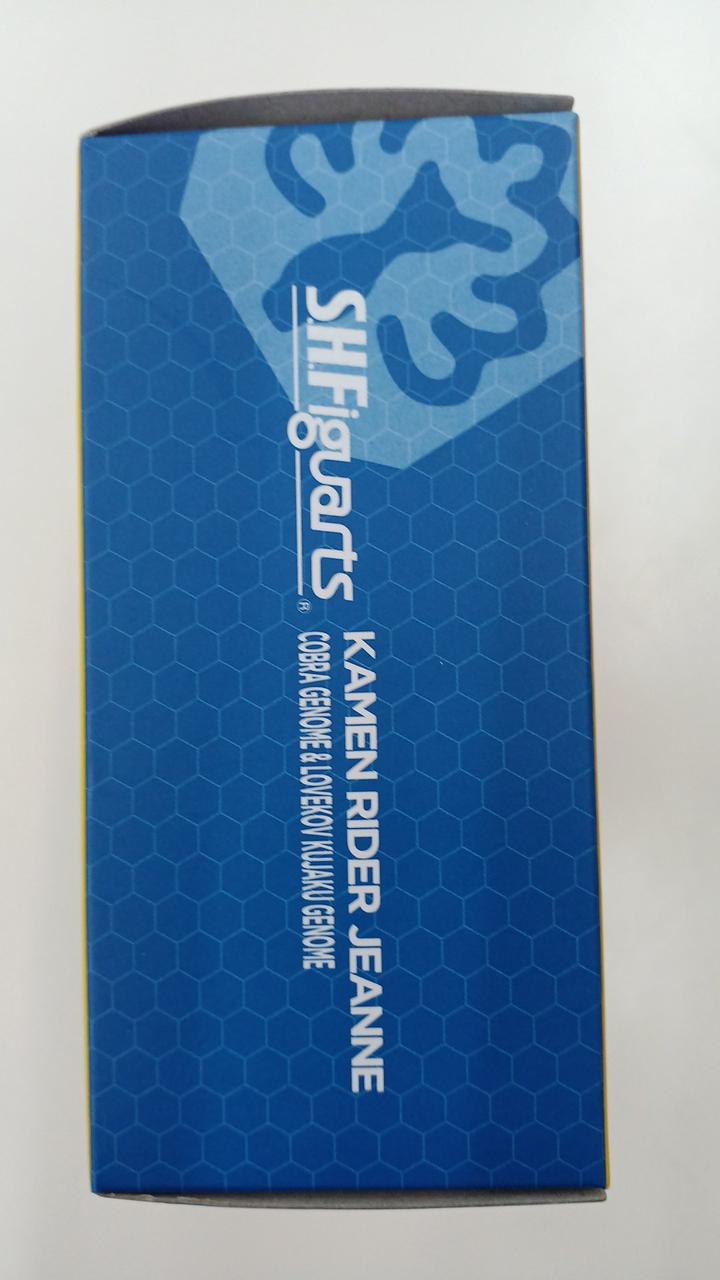 S.H.Figuarts®
KAMEN RIDER JEANNE
COBRA GENOME & LOVEKOV KUJAKU GENOME